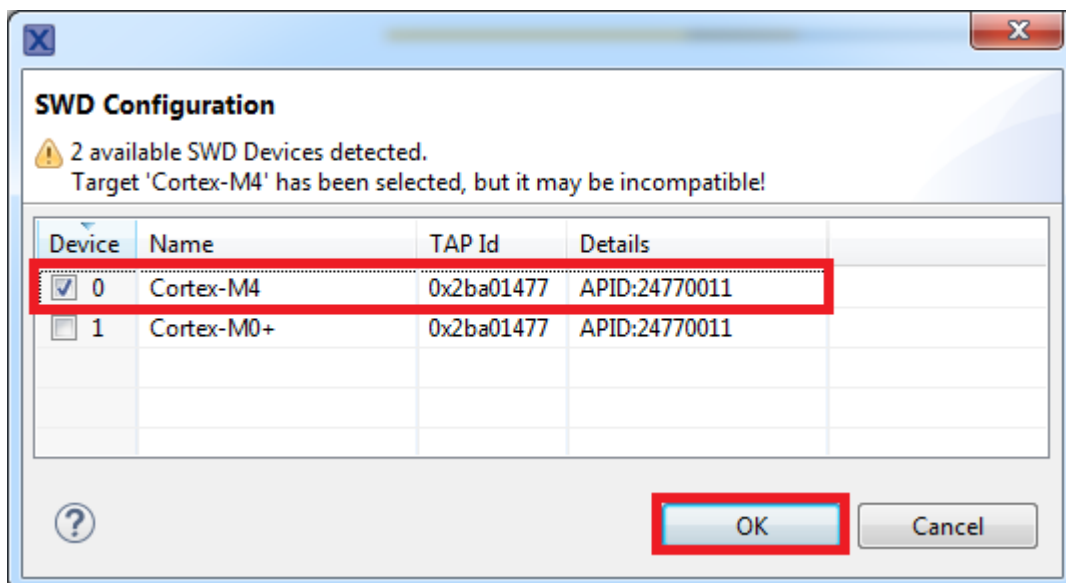 SWD Configuration
2 available SWD Devices detected.
Target 'Cortex-M4' has been selected, but it may be incompatible!
Device Name TAP Id Details
0 Cortex-M4 0x2ba01477 APID:24770011
1 Cortex-M0+ 0x2ba01477 APID:24770011
OK Cancel